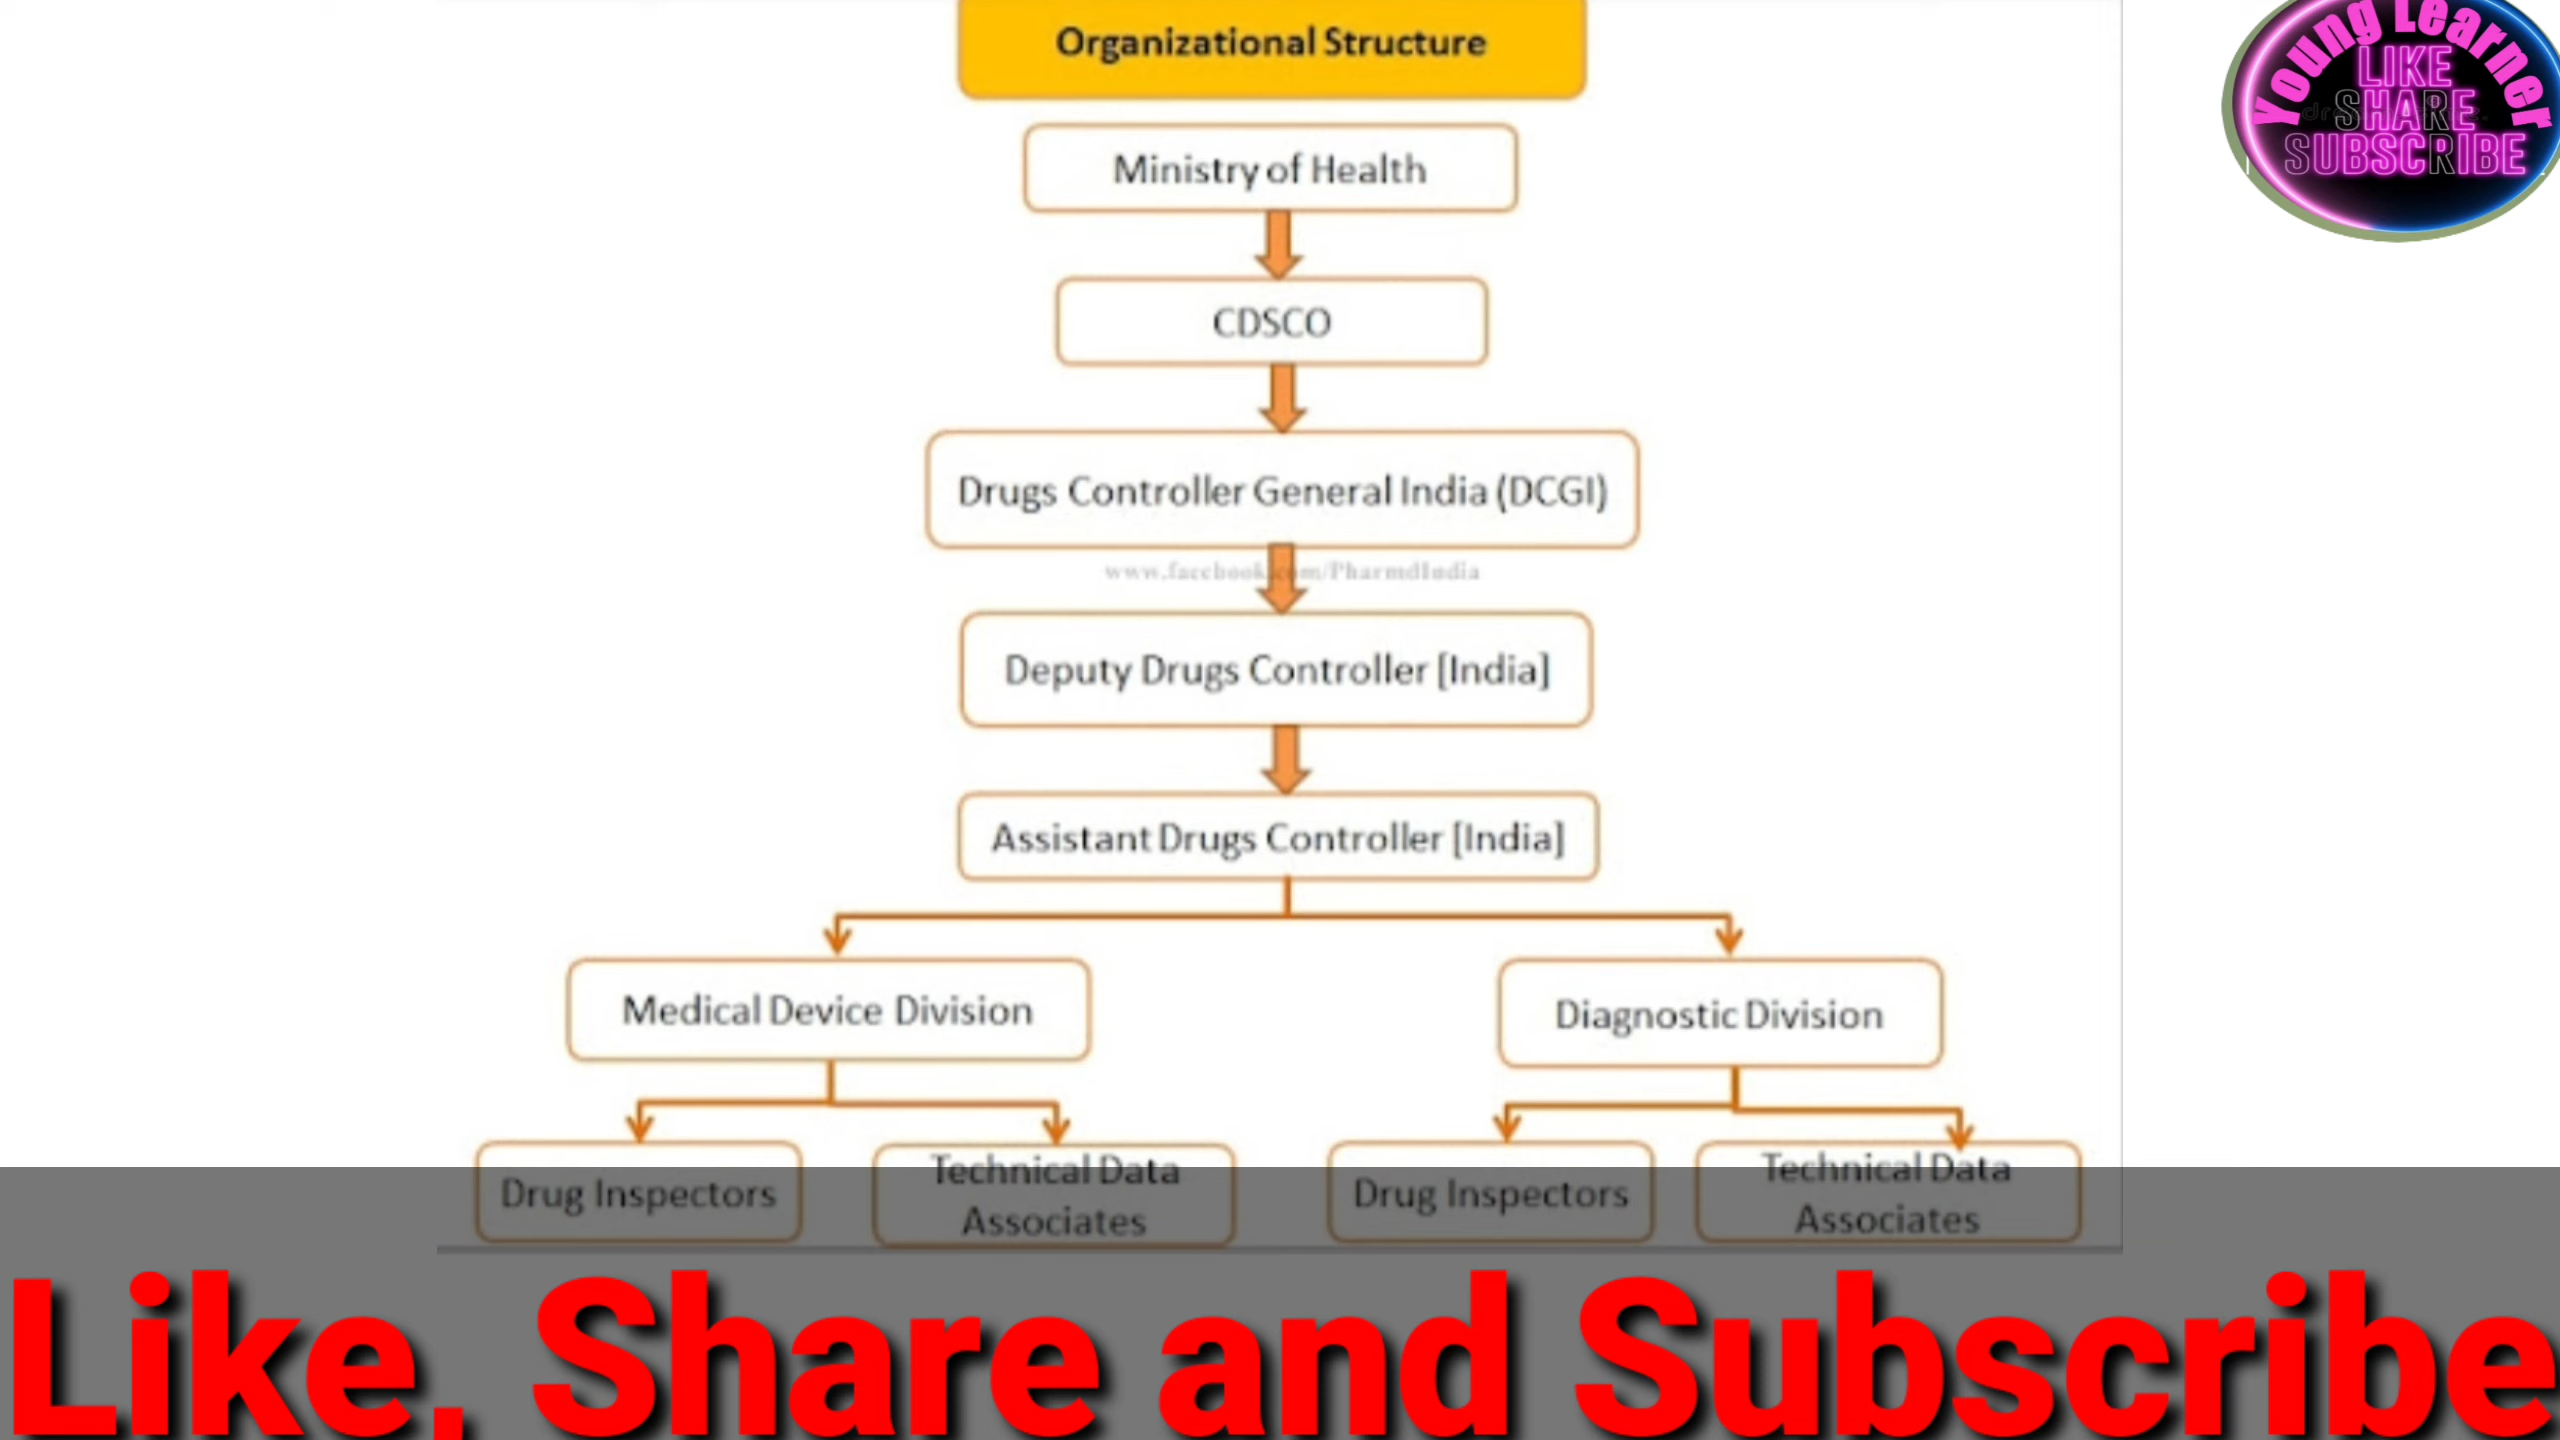 Organizational Structure
Young Learner
LIKE
SHARE
SUBSCRIBE
Ministry of Health
CDSCO
Drugs Controller General India (DCGI)
www.facebook.com/PharmdIndia
Deputy Drugs Controller [India]
Assistant Drugs Controller [India]
Medical Device Division
Diagnostic Division
Drug Inspectors
Technical Data
Associates
Drug Inspectors
Technical Data
Associates
Like, Share and Subscribe